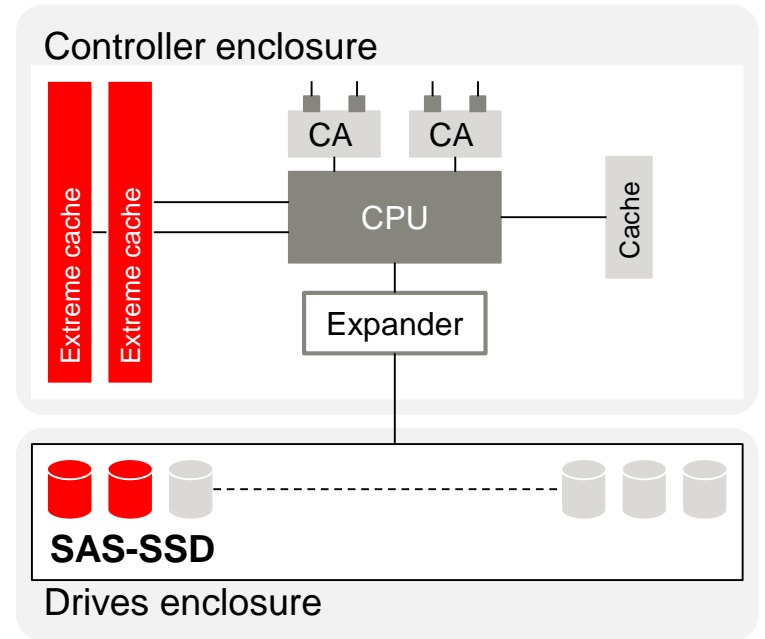 Controller enclosure
CA
CA
Extreme cache
Extreme cache
CPU
Cache
Expander
SAS-SSD
Drives enclosure